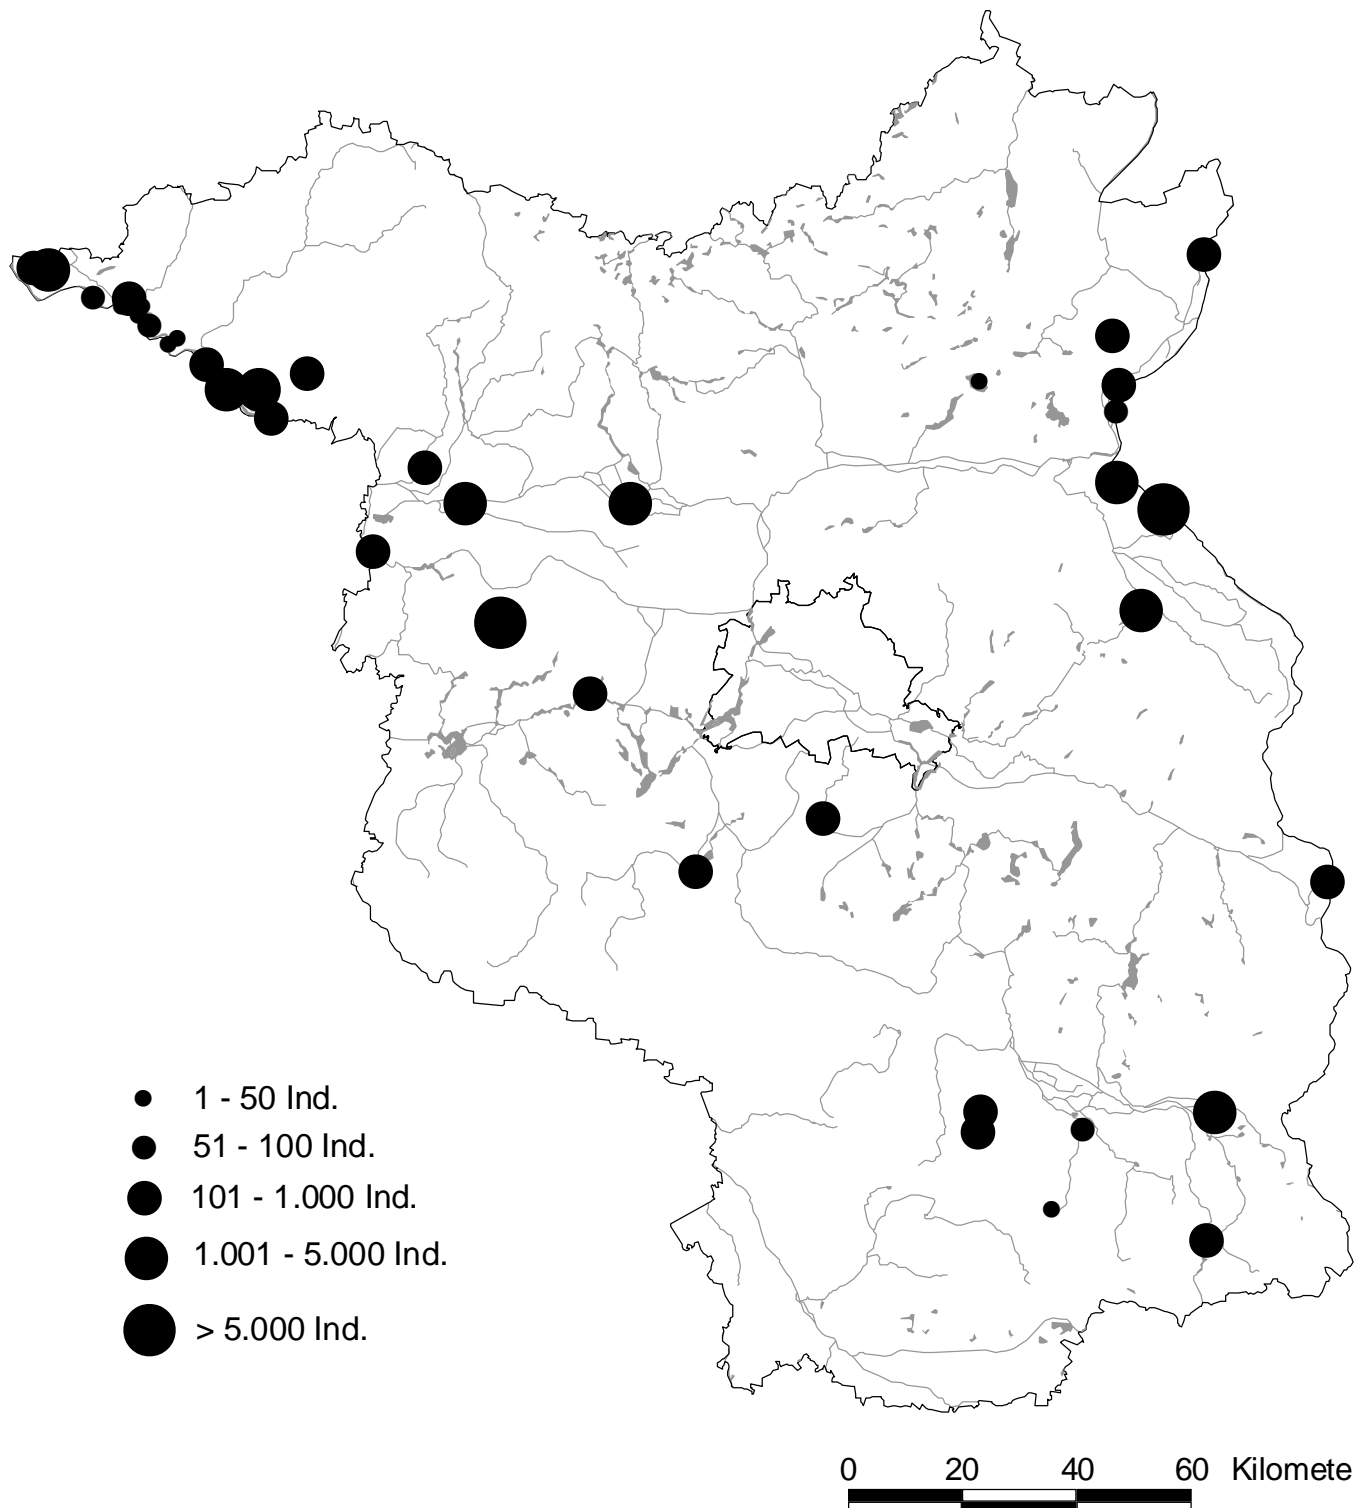 1 - 50 Ind.
51 - 100 Ind.
101 - 1.000 Ind.
1.001 - 5.000 Ind.
> 5.000 Ind.
0 20 40 60 Kilomete